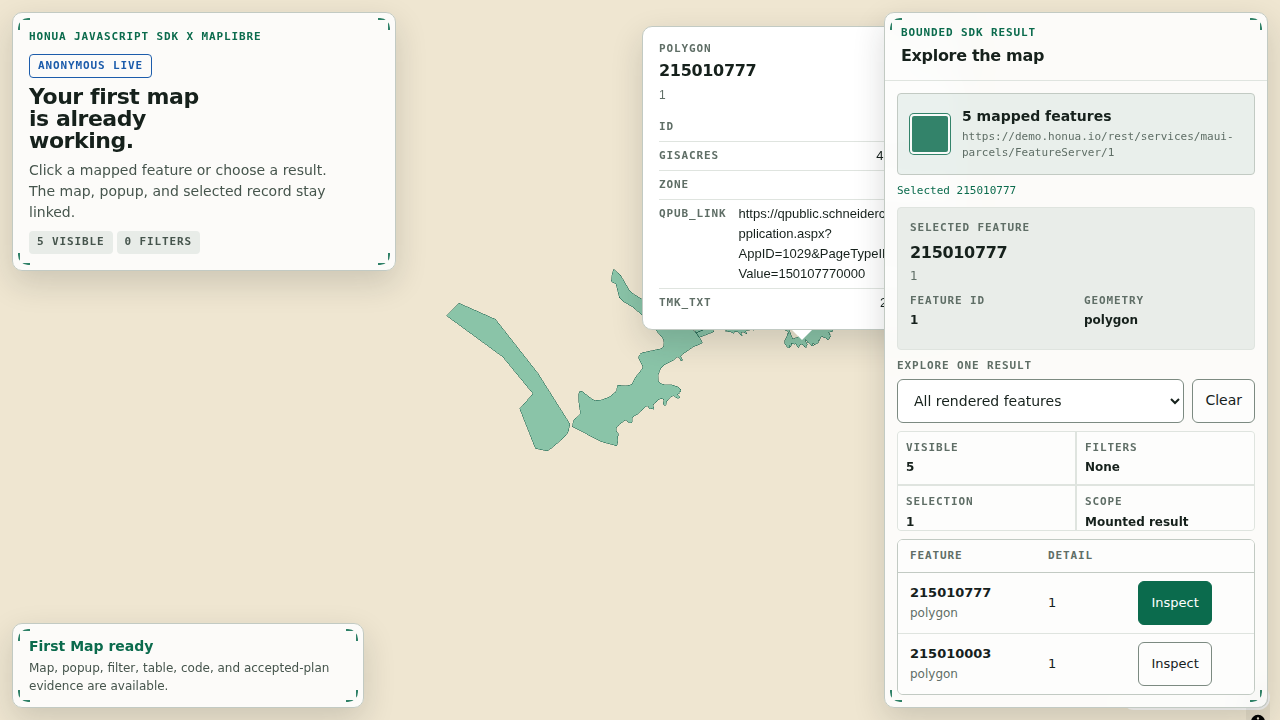 HONUA JAVASCRIPT SDK X MAPLIBRE
ANONYMOUS LIVE
Your first map
is already
working.
Click a mapped feature or choose a result.
The map, popup, and selected record stay
linked.
5 VISIBLE
0 FILTERS
First Map ready
Map, popup, filter, table, code, and accepted-plan
evidence are available.
POLYGON
215010777
1
ID
GISACRES 4
ZONE
QPUB_LINK https://qpublic.schneiderc
pplication.aspx?
AppID=1029&PageTypeI
Value=150107770000
TMK_TXT 2
BOUNDED SDK RESULT
Explore the map
5 mapped features
https://demo.honua.io/rest/services/maui-
parcels/FeatureServer/1
Selected 215010777
SELECTED FEATURE
215010777
1
FEATURE ID GEOMETRY
1 polygon
EXPLORE ONE RESULT
All rendered features Clear
VISIBLE FILTERS
5 None
SELECTION SCOPE
1 Mounted result
FEATURE DETAIL
215010777
polygon
1
Inspect
215010003
polygon
1
Inspect